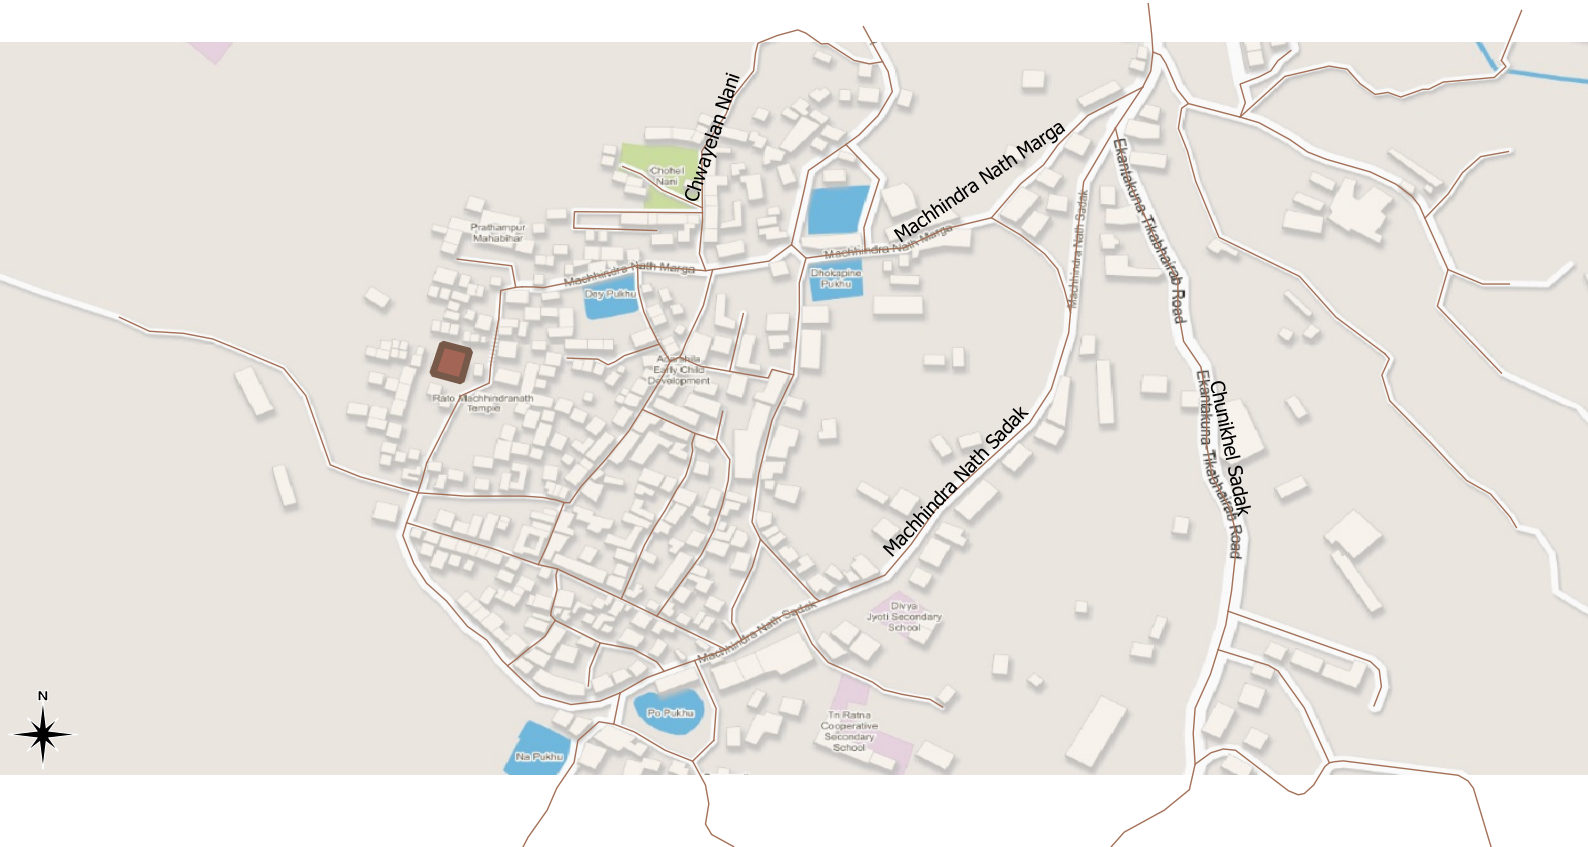 Chwayelan Nani
Machhindra Nath Marga
Ekantakuna-Tikabhairab Road
Chohel
Nani
Machhindra Nath Sadak
Prathampur
Mahabihar
Machhindra Nath Marga
Machhindra Nath Marga
Dey Pukhu
Dhokapine
Pukhu
Adarshila
Early Child
Development
Rato Machhindranath
Temple
Ekantakuna-Tikabhairab Road
Chunikhel Sadak
Machhindra Nath Sadak
Machhindra Nath Sadak
Divya
Jyoti Secondary
School
N
Po Pukhu
Na Pukhu
Tri Ratna
Cooperative
Secondary
School